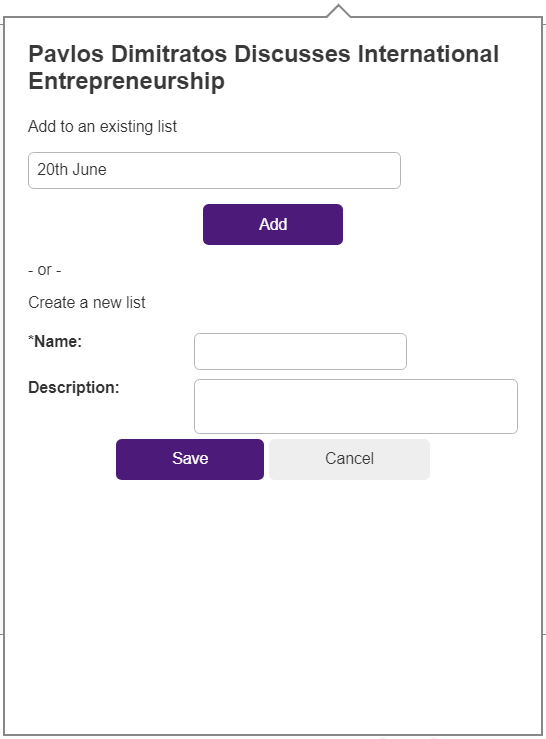 Pavlos Dimitratos Discusses International
Entrepreneurship
Add to an existing list
20th June
Add
- or -
Create a new list
*Name:
Description:
Save Cancel